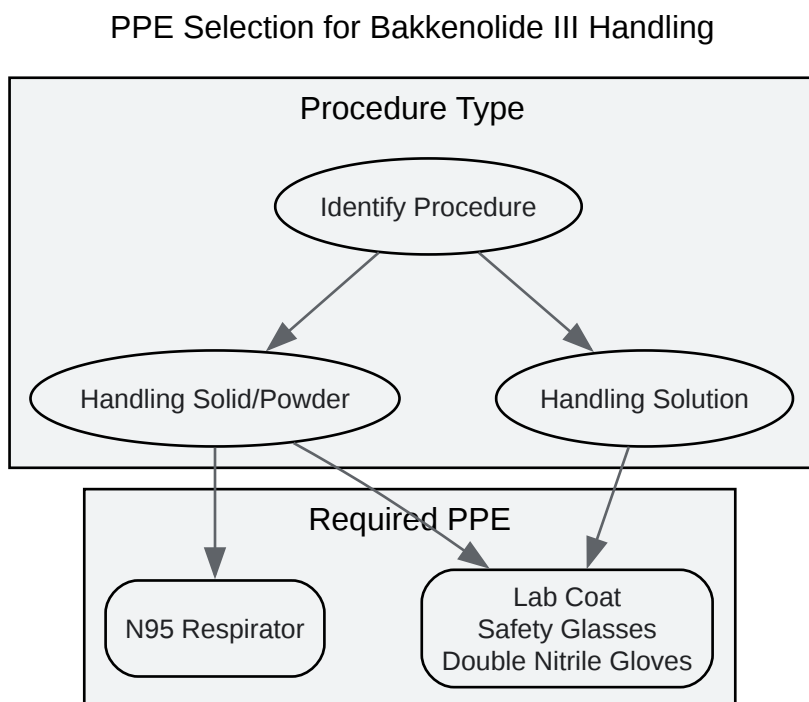 PPE Selection for Bakkenolide III Handling
Procedure Type
Identify Procedure
Handling Solid/Powder
Handling Solution
Required PPE
N95 Respirator
Lab Coat
Safety Glasses
Double Nitrile Gloves